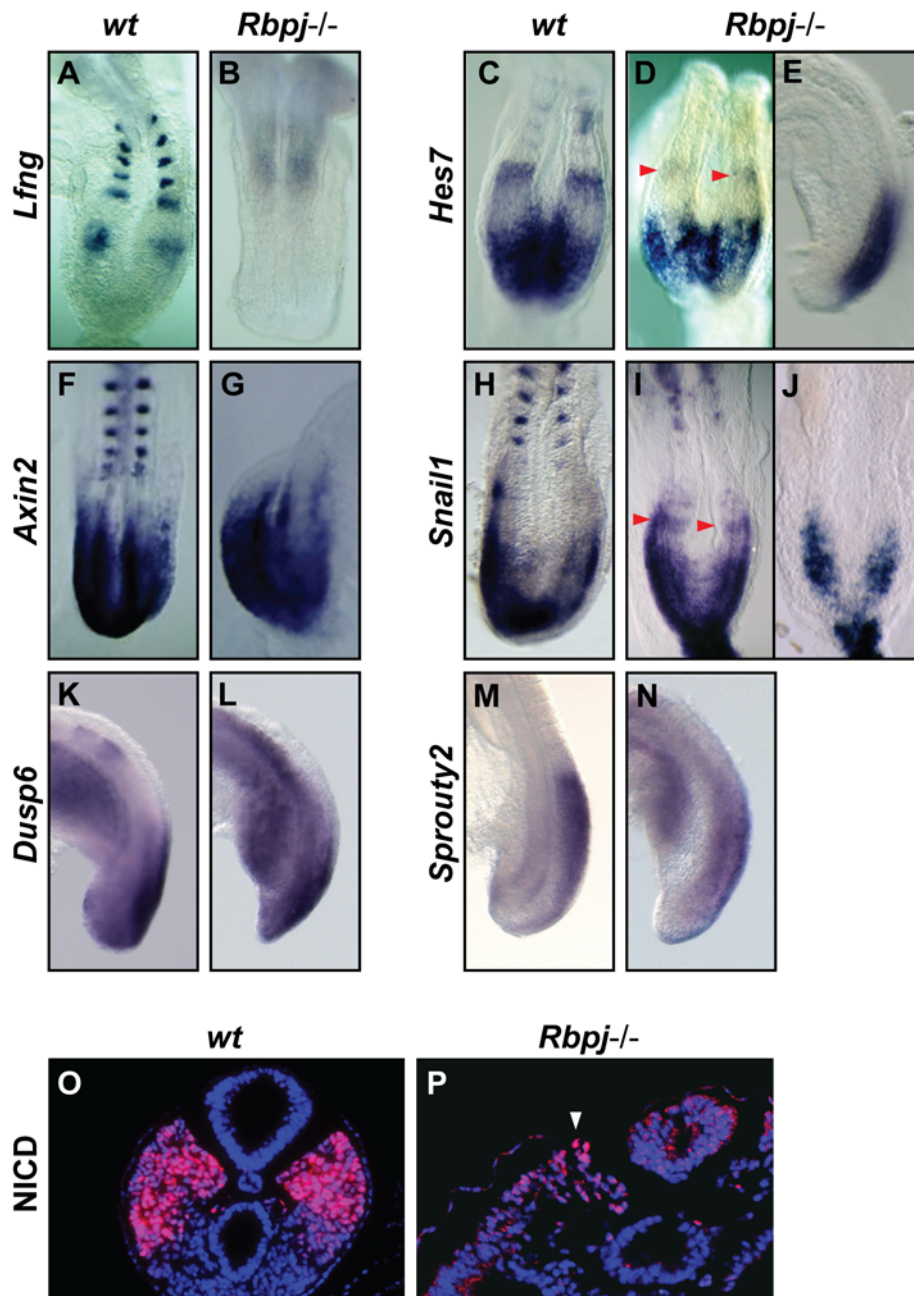 wt Rbpj-/- wt Rbpj-/-
A B C D E
Lfng Hes7
F G H I J
Axin2 Snail1
K L M N
Dusp6 Sprouty2
wt Rbpj-/-
O P
NICD